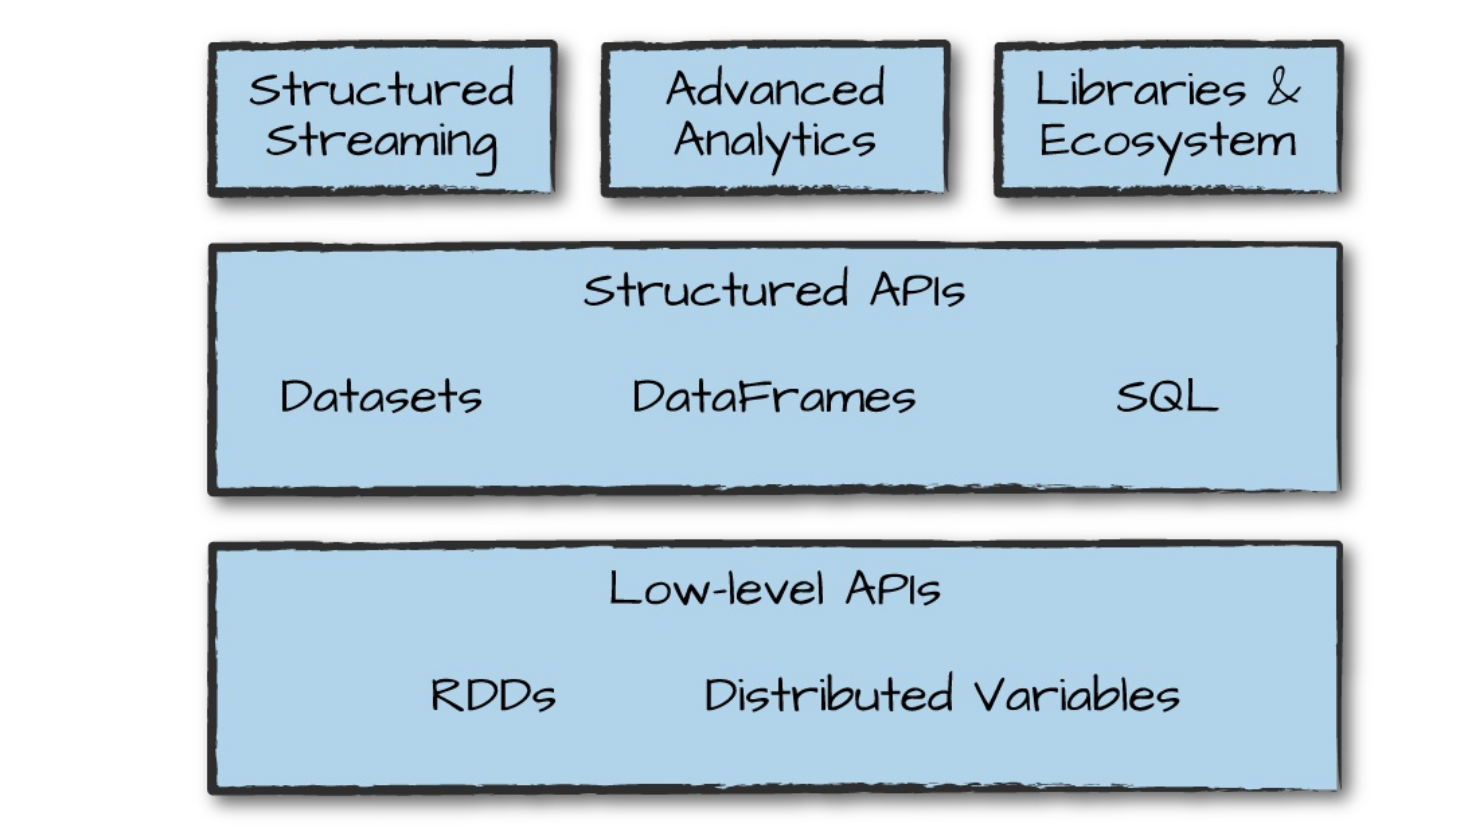 Structured
Streaming
Advanced
Analytics
Libraries &
Ecosystem
Structured APIs
Datasets
DataFrames
SQL
Low-level APIs
RDDs
Distributed Variables